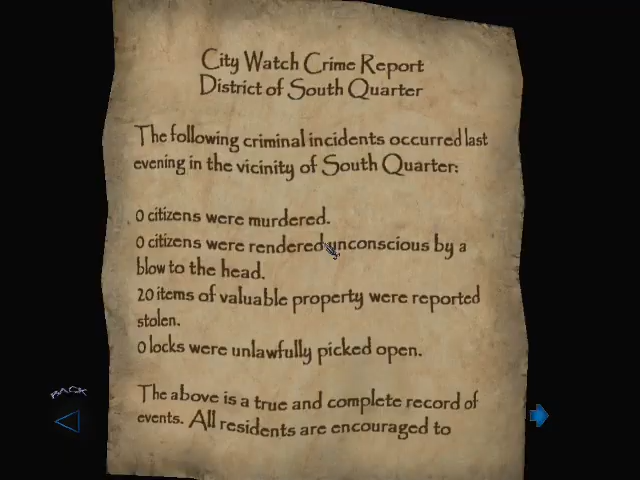 City Watch Crime Report
District of South Quarter
The following criminal incidents occurred last
evening in the vicinity of South Quarter:
0 citizens were murdered.
0 citizens were rendered unconscious by a
blow to the head.
20 items of valuable property were reported
stolen.
0 locks were unlawfully picked open.
The above is a true and complete record of
events. All residents are encouraged to
BACK